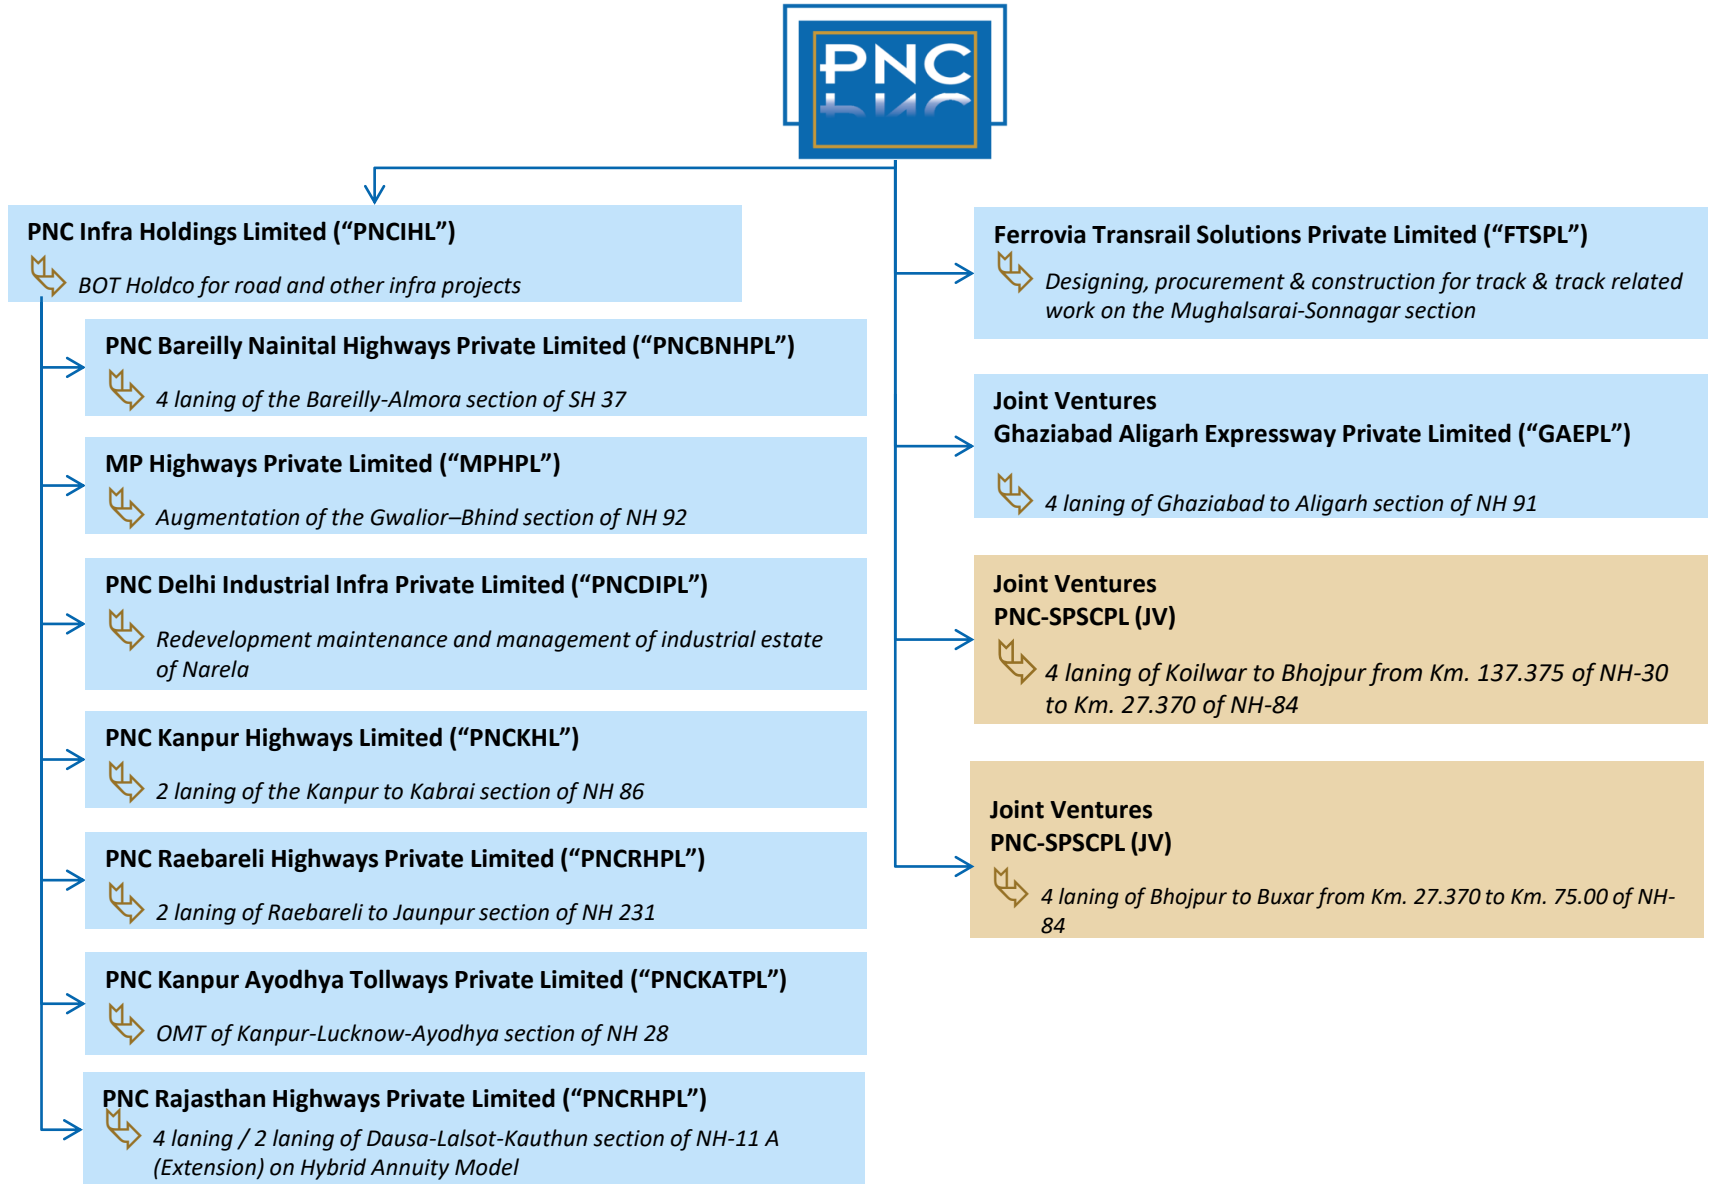 PNC
PNC Infra Holdings Limited (“PNCIHL”)
BOT Holdco for road and other infra projects
PNC Bareilly Nainital Highways Private Limited (“PNCBNHPL”)
4 laning of the Bareilly-Almora section of SH 37
MP Highways Private Limited (“MPHPL”)
Augmentation of the Gwalior–Bhind section of NH 92
PNC Delhi Industrial Infra Private Limited (“PNCDIPL”)
Redevelopment maintenance and management of industrial estate
of Narela
PNC Kanpur Highways Limited (“PNCKHL”)
2 laning of the Kanpur to Kabrai section of NH 86
PNC Raebareli Highways Private Limited (“PNCRHPL”)
2 laning of Raebareli to Jaunpur section of NH 231
PNC Kanpur Ayodhya Tollways Private Limited (“PNCKATPL”)
OMT of Kanpur-Lucknow-Ayodhya section of NH 28
PNC Rajasthan Highways Private Limited (“PNCRHPL”)
4 laning / 2 laning of Dausa-Lalsot-Kauthun section of NH-11 A
(Extension) on Hybrid Annuity Model
Ferrovia Transrail Solutions Private Limited (“FTSPL”)
Designing, procurement & construction for track & track related
work on the Mughalsarai-Sonnagar section
Joint Ventures
Ghaziabad Aligarh Expressway Private Limited (“GAEPL”)
4 laning of Ghaziabad to Aligarh section of NH 91
Joint Ventures
PNC-SPSCPL (JV)
4 laning of Koilwar to Bhojpur from Km. 137.375 of NH-30
to Km. 27.370 of NH-84
Joint Ventures
PNC-SPSCPL (JV)
4 laning of Bhojpur to Buxar from Km. 27.370 to Km. 75.00 of NH-
84